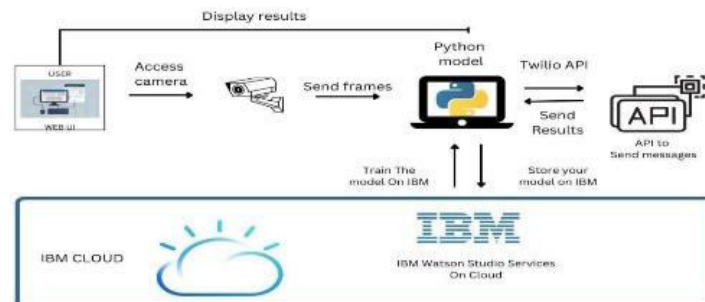 Display results
USER
WEB UI
Access
camera
Send frames
Python
model
Twilio API
Send
Results
API
API to
Send messages
Train The
model On IBM
Store your
model on IBM
IBM CLOUD
IBM
IBM Watson Studio Services
On Cloud